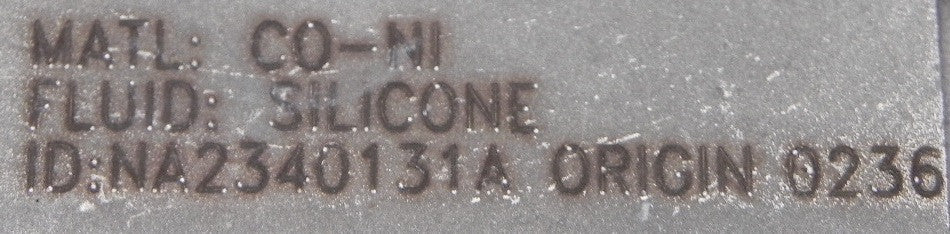 MATL: CO-NI
FLUID: SILICONE
ID:NA2340131A ORIGIN 0236